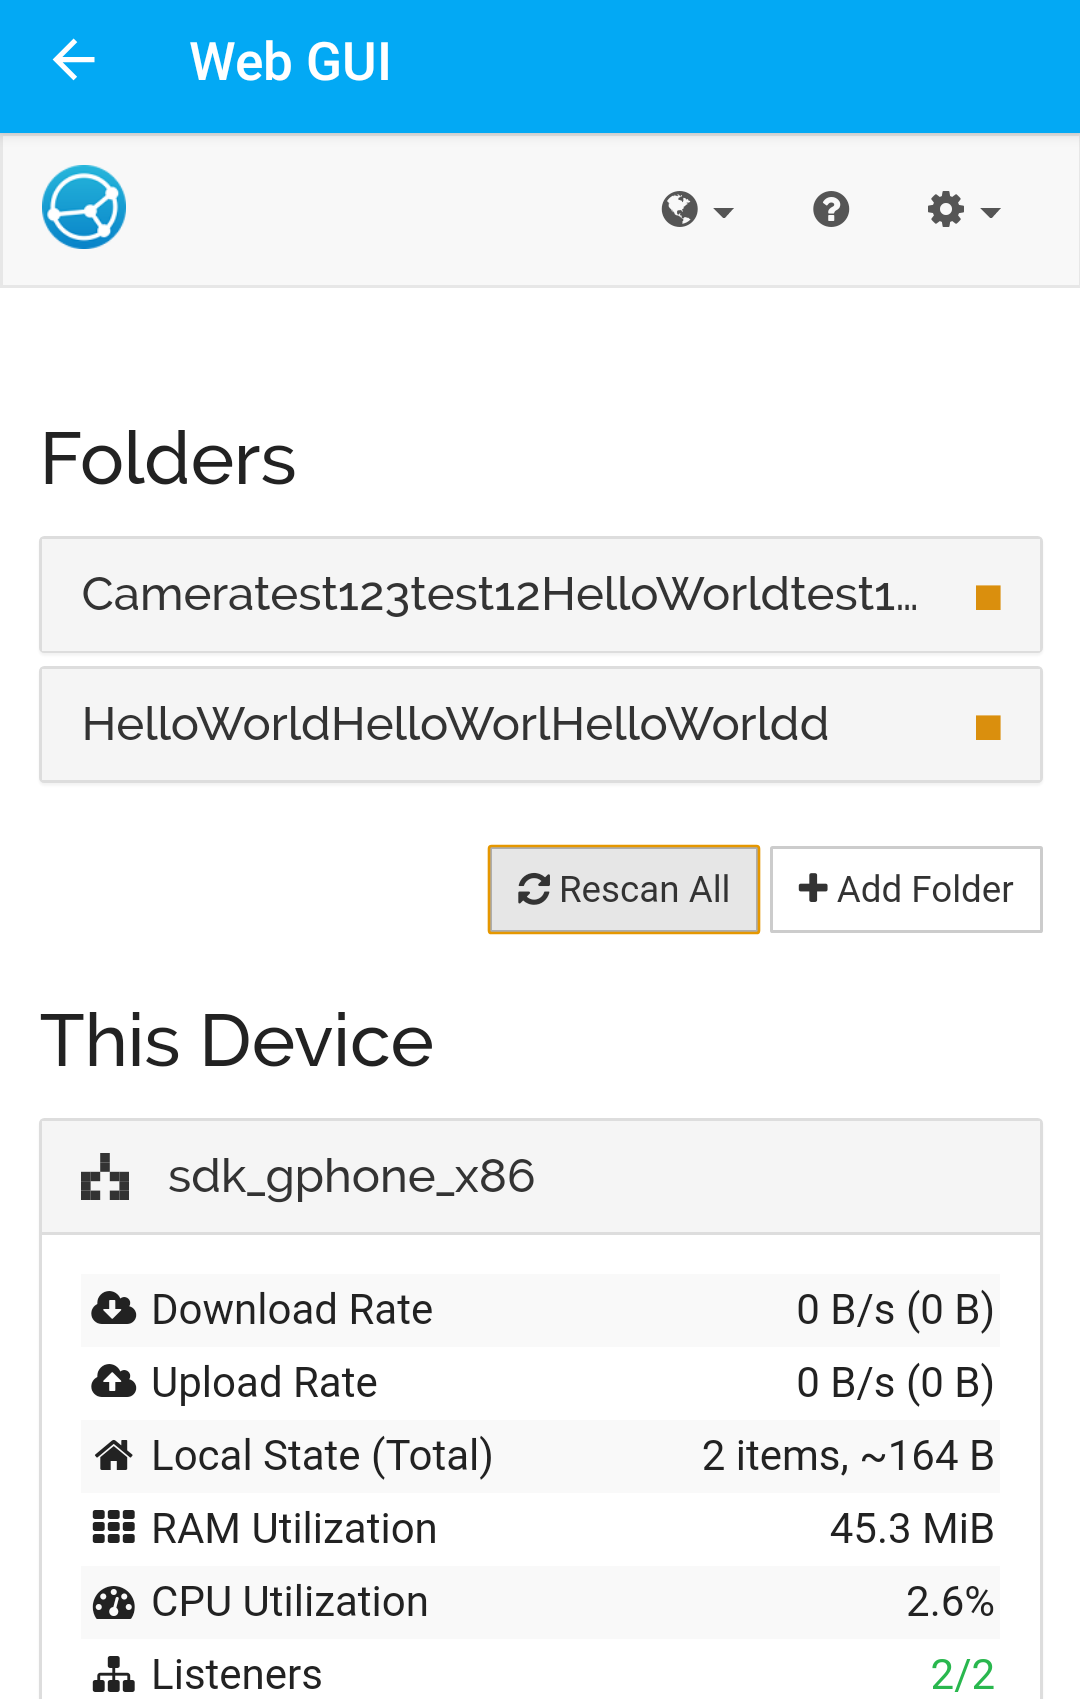 Web GUI
Folders
Cameratest123test12HelloWorldtest1...
HelloWorldHelloWorlHelloWorldd
Rescan All
Add Folder
This Device
sdk_gphone_x86
Download Rate 0 B/s (0 B)
Upload Rate 0 B/s (0 B)
Local State (Total) 2 items, ~164 B
RAM Utilization 45.3 MiB
CPU Utilization 2.6%
Listeners 2/2